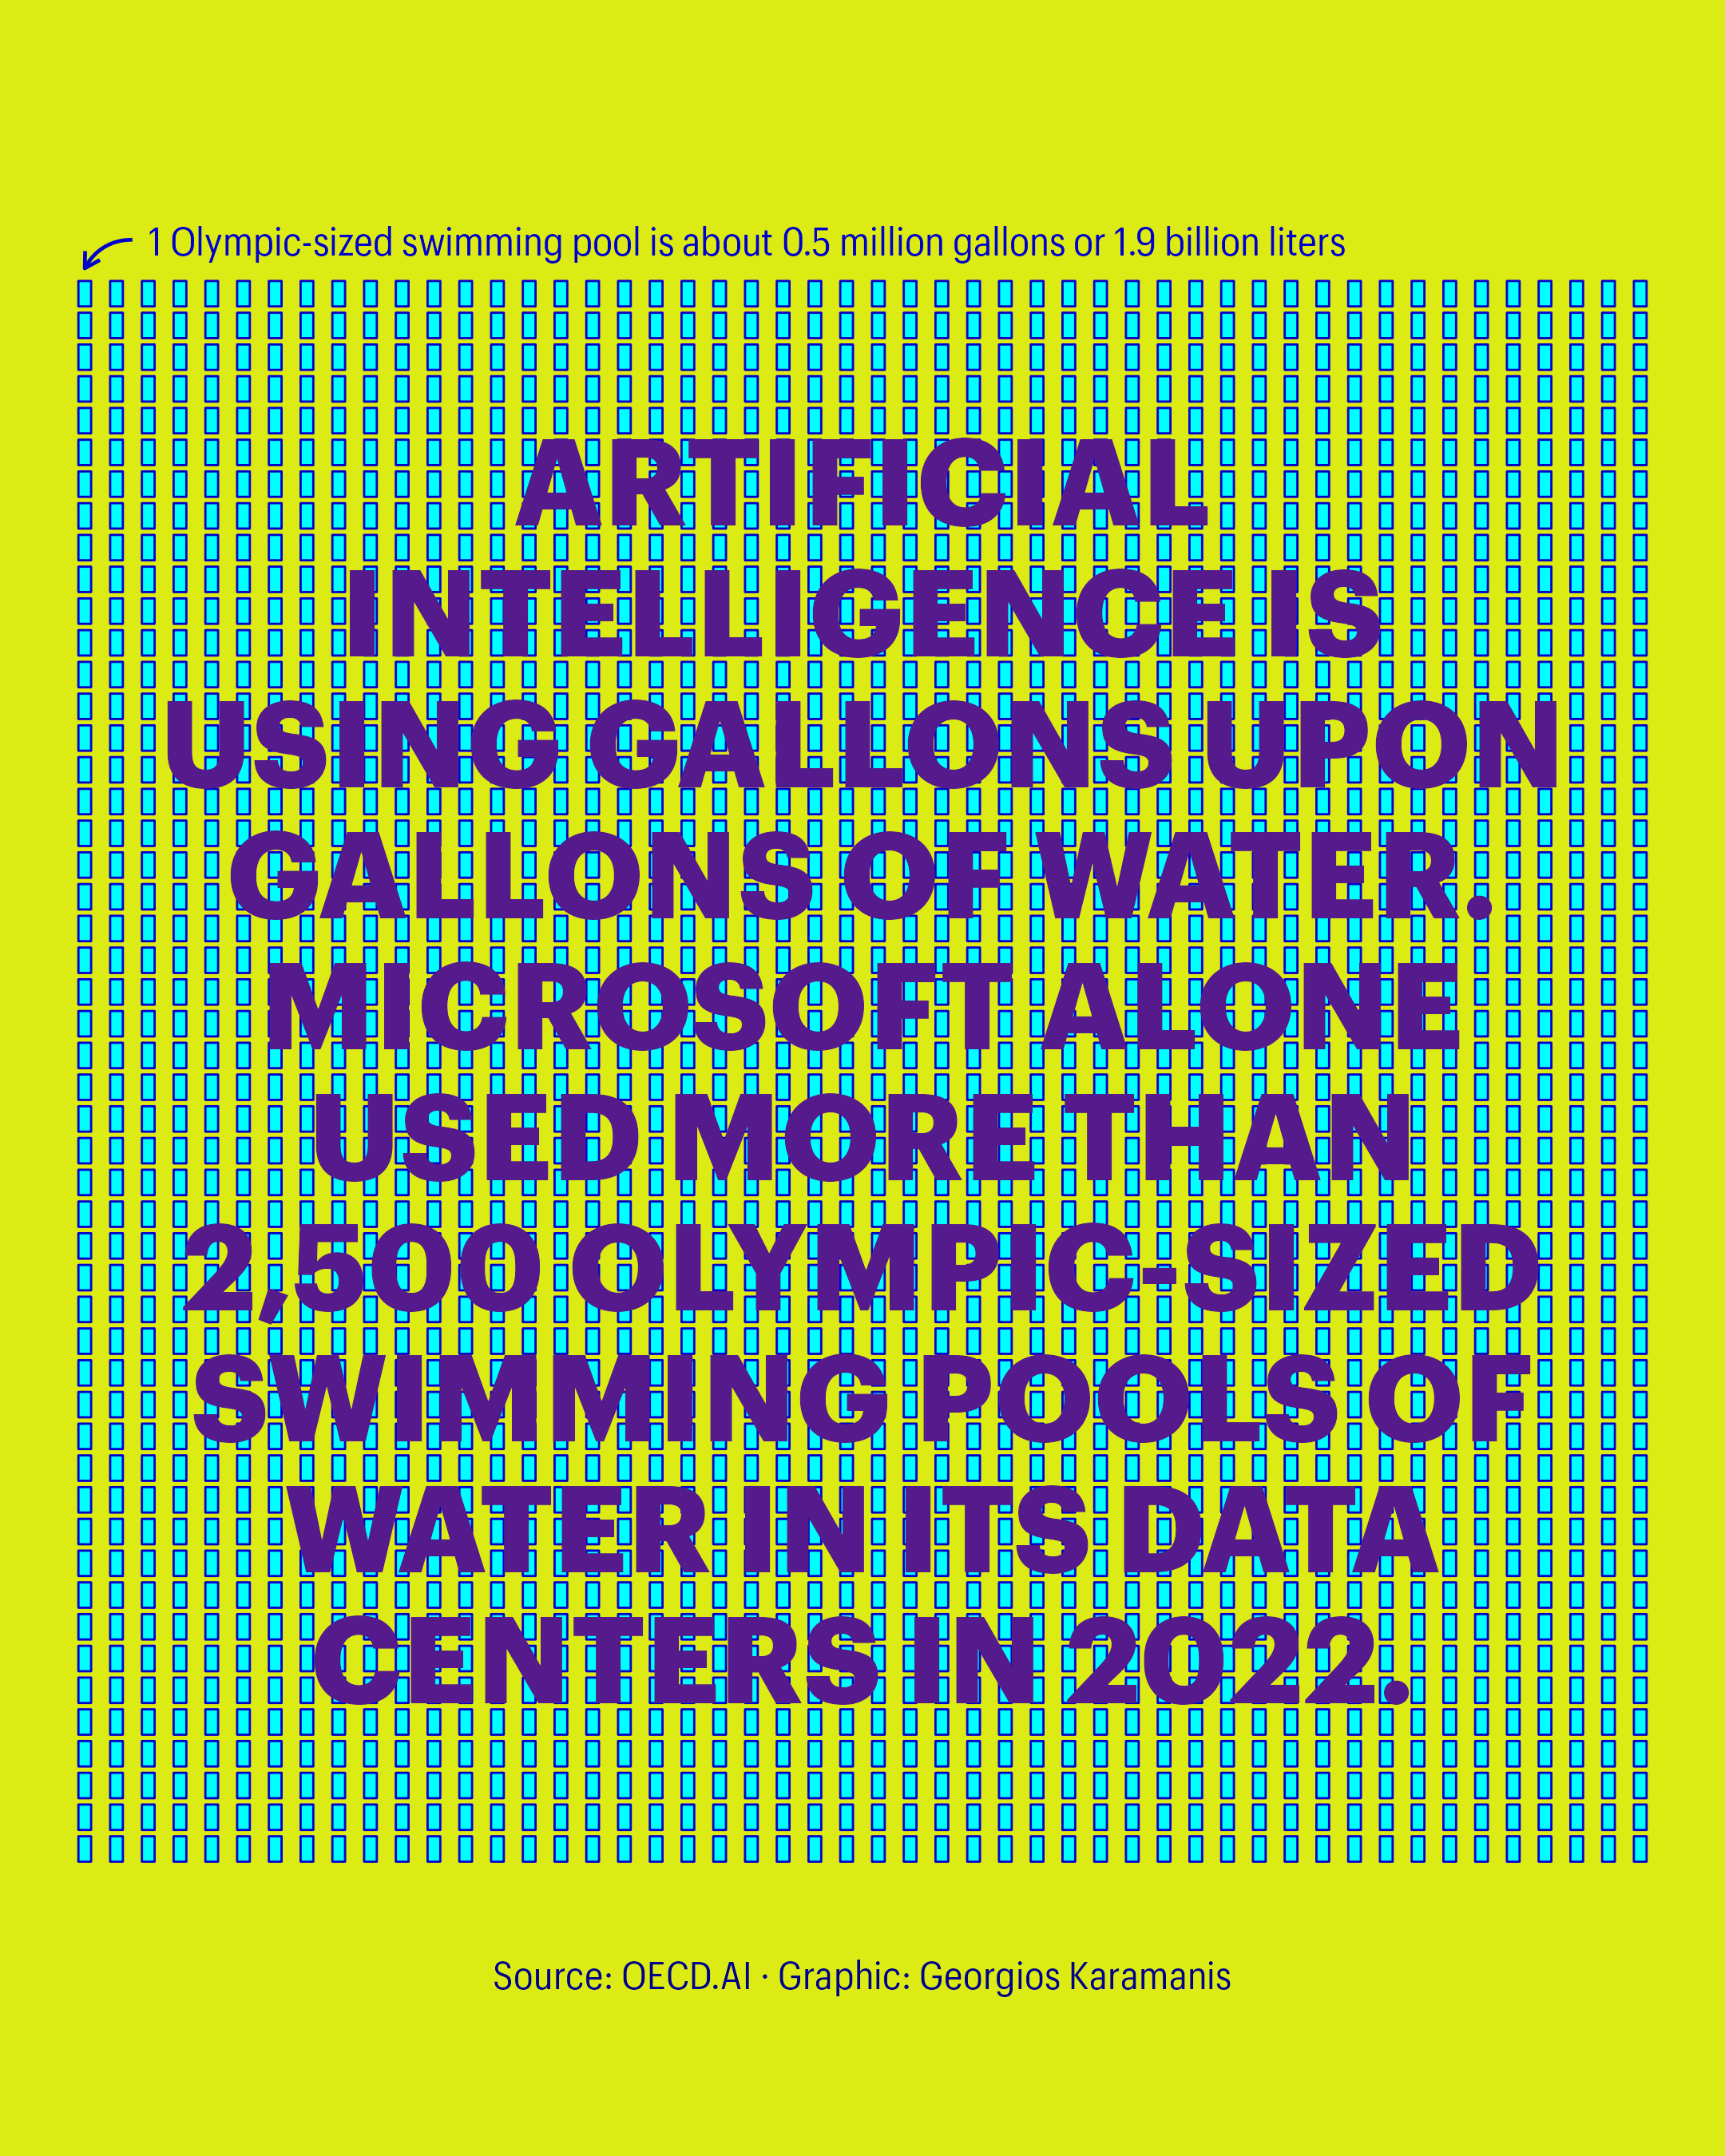 1 Olympic-sized swimming pool is about 0.5 million gallons or 1.9 billion liters
ARTIFICIAL
INTELLIGENCE IS
USING GALLONS UPON
GALLONS OF WATER.
MICROSOFT ALONE
USED MORE THAN
2,500 OLYMPIC-SIZED
SWIMMING POOLS OF
WATER IN ITS DATA
CENTERS IN 2022.
Source: OECD.AI · Graphic: Georgios Karamanis